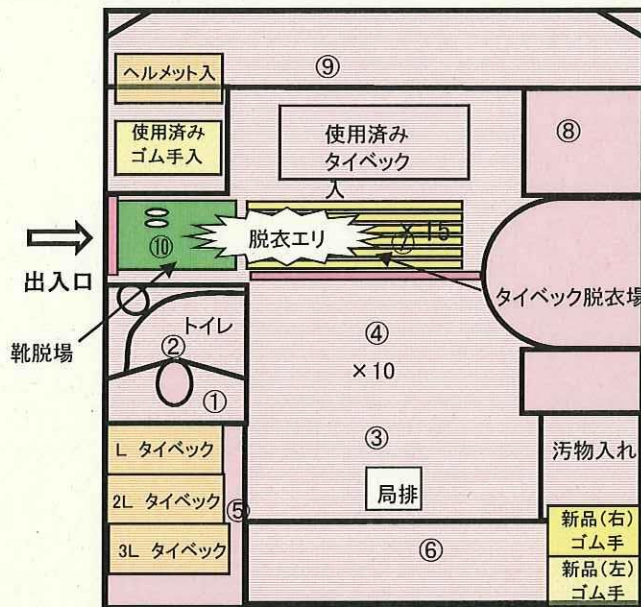 ⑨
ヘルメット入
使用済み
ゴム手入
使用済み
タイベック
入
⑧
出入口
⑩
脱衣エリ
⑦
×15
タイベック脱衣場
靴脱場
トイレ
②
①
④
×10
③
局排
L タイベック
2L タイベック
3L タイベック
⑤
⑥
汚物入れ
新品(右)
ゴム手
新品(左)
ゴム手